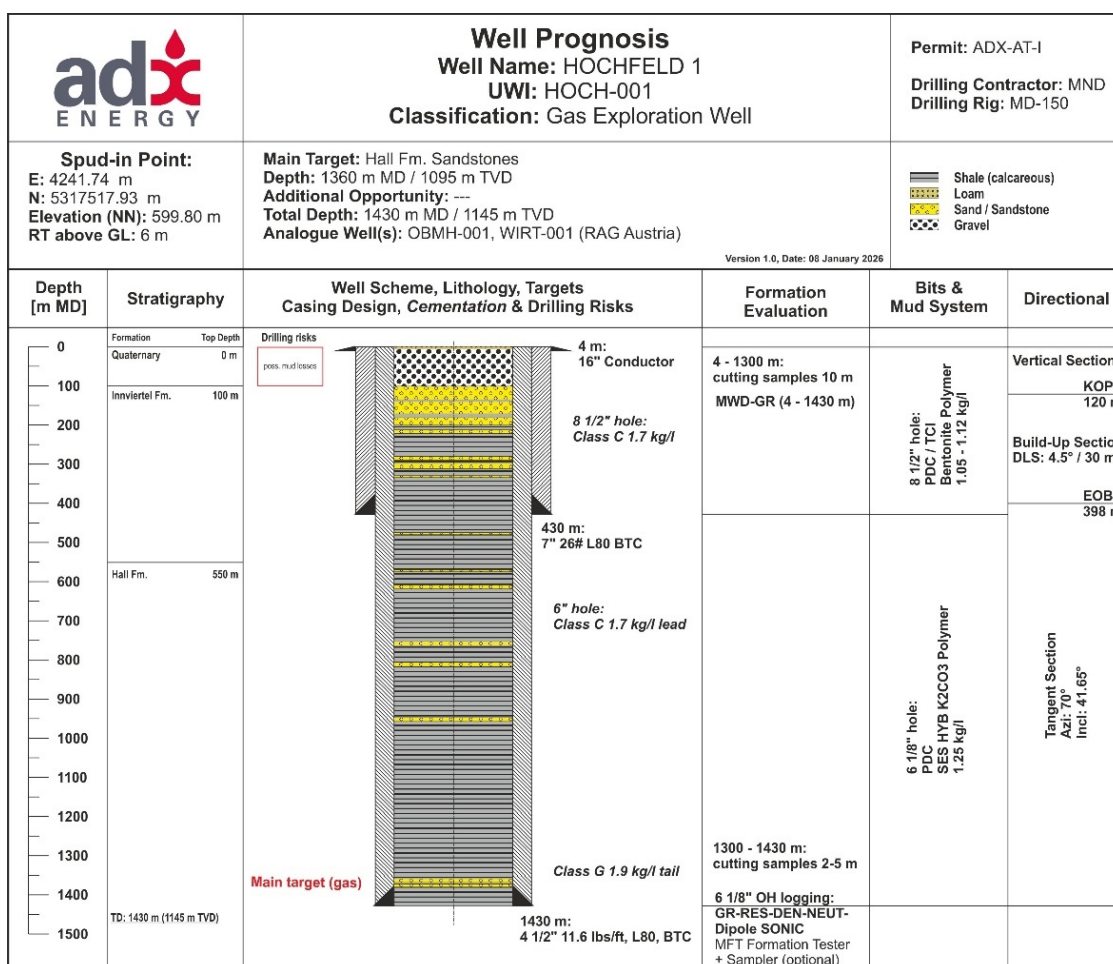 adx
ENERGY
Well Prognosis
Well Name: HOCHFELD 1
UWI: HOCH-001
Classification: Gas Exploration Well
Permit: ADX-AT-I
Drilling Contractor: MND
Drilling Rig: MD-150
Spud-in Point:
E: 4241.74 m
N: 5317517.93 m
Elevation (NN): 599.80 m
RT above GL: 6 m
Main Target: Hall Fm. Sandstones
Depth: 1360 m MD / 1095 m TVD
Additional Opportunity: ---
Total Depth: 1430 m MD / 1145 m TVD
Analogue Well(s): OBMH-001, WIRT-001 (RAG Austria)
Version 1.0, Date: 08 January 2026
Shale (calcareous)
Loam
Sand / Sandstone
Gravel
Depth
[m MD]
Stratigraphy
Well Scheme, Lithology, Targets
Casing Design, Cementation & Drilling Risks
Formation
Evaluation
Bits &
Mud System
Directional
0
100
200
300
400
500
600
700
800
900
1000
1100
1200
1300
1400
1500
Formation Top Depth
Quaternary 0 m
Innviertel Fm. 100 m
Hall Fm. 550 m
TD: 1430 m (1145 m TVD)
Drilling risks
poss. mud losses
Main target (gas)
4 m:
16" Conductor
8 1/2" hole:
Class C 1.7 kg/l
430 m:
7" 26# L80 BTC
6" hole:
Class C 1.7 kg/l lead
Class G 1.9 kg/l tail
1430 m:
4 1/2" 11.6 lbs/ft, L80, BTC
4 - 1300 m:
cutting samples 10 m
MWD-GR (4 - 1430 m)
1300 - 1430 m:
cutting samples 2-5 m
6 1/8" OH logging:
GR-RES-DEN-NEUT-
Dipole SONIC
MFT Formation Tester
+ Sampler (optional)
8 1/2" hole:
PDC / TCI
Bentonite Polymer
1.05 - 1.12 kg/l
6 1/8" hole:
PDC
SES HYB K2CO3 Polymer
1.25 kg/l
Vertical Section
KOP
120 m
Build-Up Section
DLS: 4.5° / 30 m
EOB
398 m
Tangent Section
Azi: 70°
Incl: 41.65°